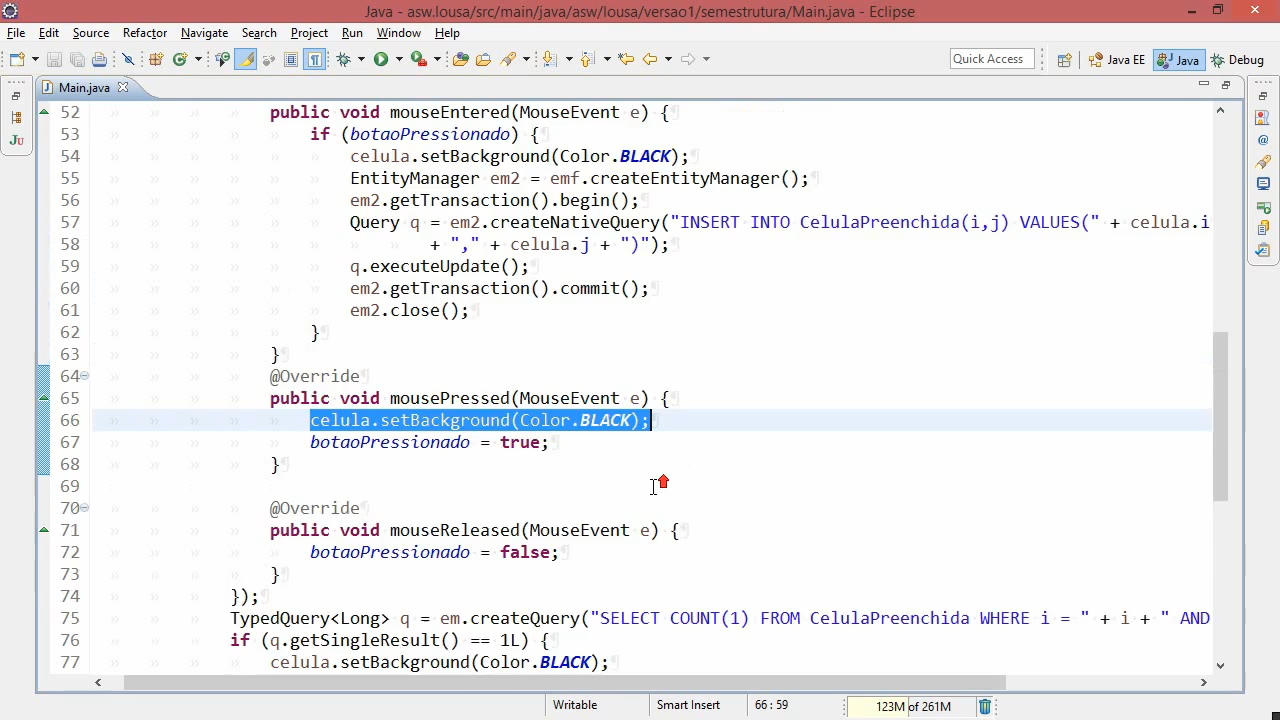 Java - asw.lousa/src/main/java/asw/lousa/versao1/semestrutura/Main.java - Eclipse
File Edit Source Refactor Navigate Search Project Run Window Help
Quick Access Java EE Java Debug
Main.java
52 public void mouseEntered(MouseEvent e) {
53 if (botaoPressionado) {
54 celula.setBackground(Color.BLACK);
55 EntityManager em2 = emf.createEntityManager();
56 em2.getTransaction().begin();
57 Query q = em2.createNativeQuery("INSERT INTO CelulaPreenchida(i,j) VALUES(" + celula.i
58 + "," + celula.j + ")");
59 q.executeUpdate();
60 em2.getTransaction().commit();
61 em2.close();
62 }
63 }
64 @Override
65 public void mousePressed(MouseEvent e) {
66 celula.setBackground(Color.BLACK);
67 botaoPressionado = true;
68 }
69
70 @Override
71 public void mouseReleased(MouseEvent e) {
72 botaoPressionado = false;
73 }
74 });
75 TypedQuery<Long> q = em.createQuery("SELECT COUNT(1) FROM CelulaPreenchida WHERE i = " + i + " AND
76 if (q.getSingleResult() == 1L) {
77 celula.setBackground(Color.BLACK);
Writable Smart Insert 66 : 59 123M of 261M